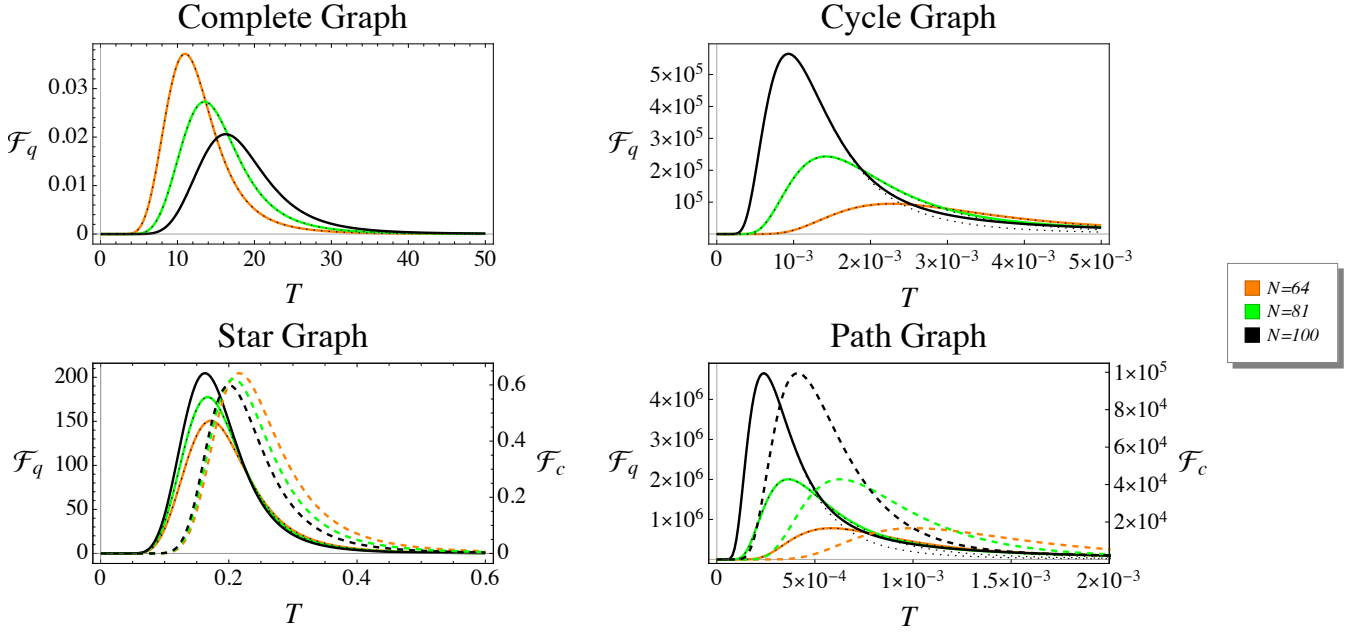 Complete Graph
0.03
0.02
0.01
0
ℱq
0 10 20 30 40 50
T
Cycle Graph
5×10⁵
4×10⁵
3×10⁵
2×10⁵
1×10⁵
ℱq
0 10⁻³ 2×10⁻³ 3×10⁻³ 4×10⁻³ 5×10⁻³
T
N=64
N=81
N=100
Star Graph
200
150
100
50
0
ℱq
0.6
0.4
0.2
0
ℱc
0 0.2 0.4 0.6
T
Path Graph
4×10⁶
3×10⁶
2×10⁶
1×10⁶
ℱq
1×10⁵
8×10⁴
6×10⁴
4×10⁴
2×10⁴
0
ℱc
0 5×10⁻⁴ 1×10⁻³ 1.5×10⁻³ 2×10⁻³
T